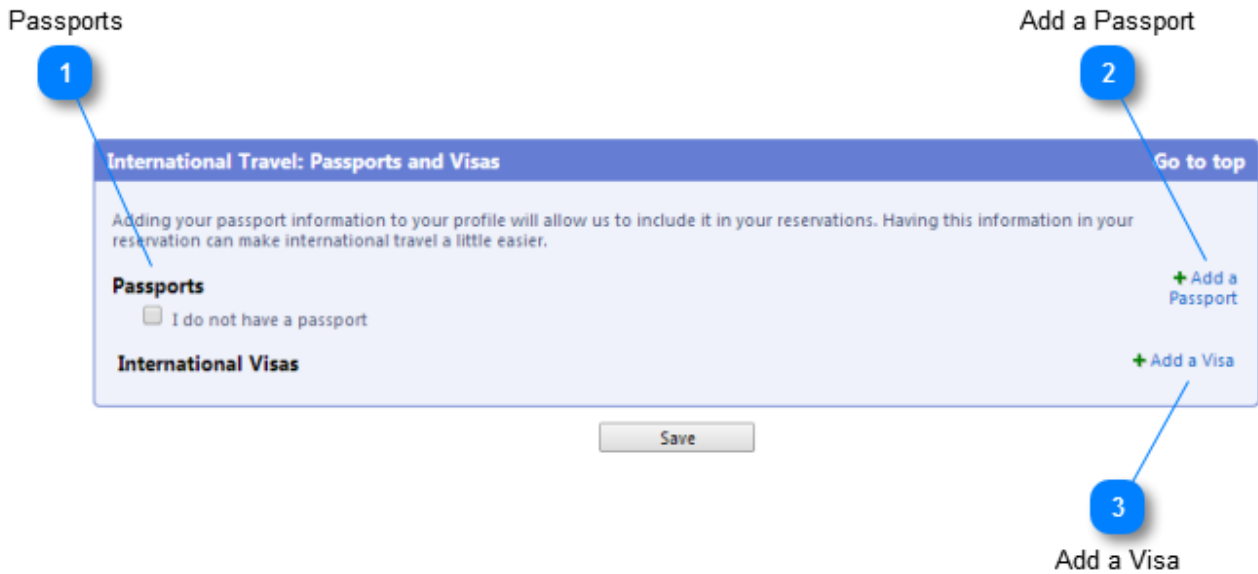 Passports
Add a Passport
1
2
International Travel: Passports and Visas
Go to top
Adding your passport information to your profile will allow us to include it in your reservations. Having this information in your
reservation can make international travel a little easier.
Passports
+ Add a
Passport
I do not have a passport
International Visas
+ Add a Visa
Save
3
Add a Visa